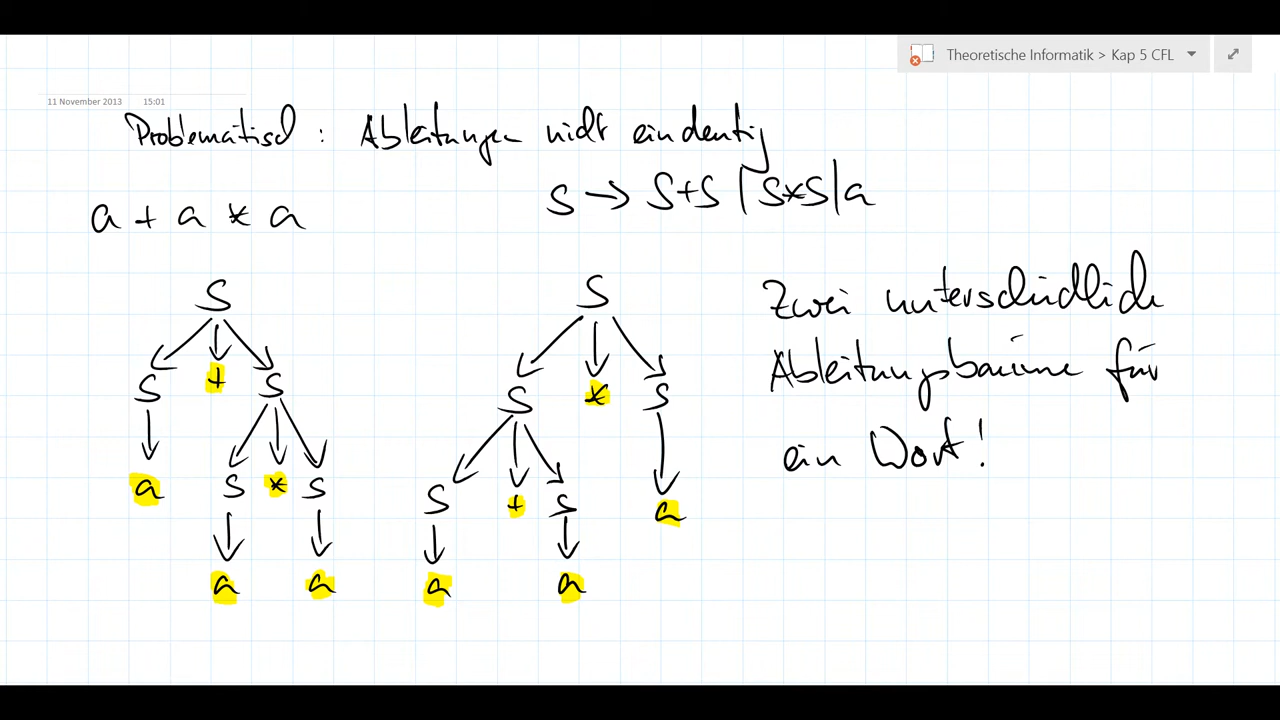 Theoretische Informatik > Kap 5 CFL
11 November 2013 15:01
Problematisch : Ableitungen nicht eindeutig
S → S+S | S*S | a
a + a * a
Zwei unterschiedliche
Ableitungsbäume für
ein Wort!
S S
S + S S * S
a S * S S + S a
a a a a